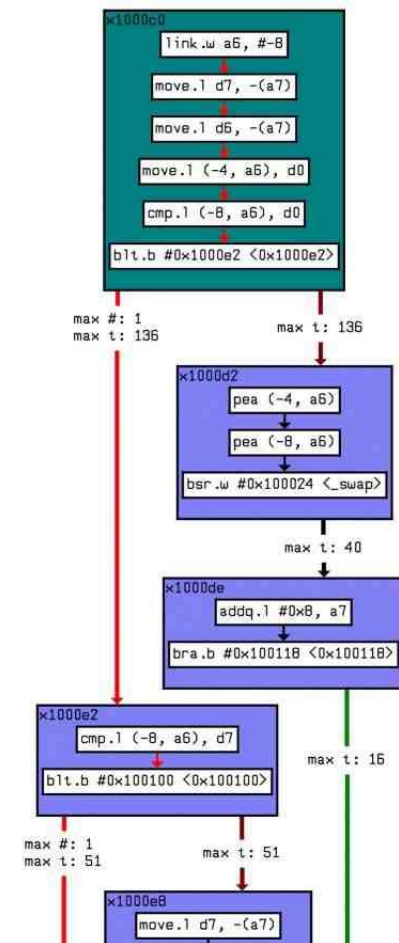 x1000c0
link.w a6, #-8
move.l d7, -(a7)
move.l d6, -(a7)
move.l (-4, a6), d0
cmp.l (-8, a6), d0
blt.b #0x1000e2 <0x1000e2>
max #: 1
max t: 136
max t: 136
x1000d2
pea (-4, a6)
pea (-8, a6)
bsr.w #0x100024 <_swap>
max t: 40
x1000de
addq.l #0x8, a7
bra.b #0x100118 <0x100118>
x1000e2
cmp.l (-8, a6), d7
blt.b #0x100100 <0x100100>
max t: 16
max #: 1
max t: 51
max t: 51
x1000e8
move.l d7, -(a7)